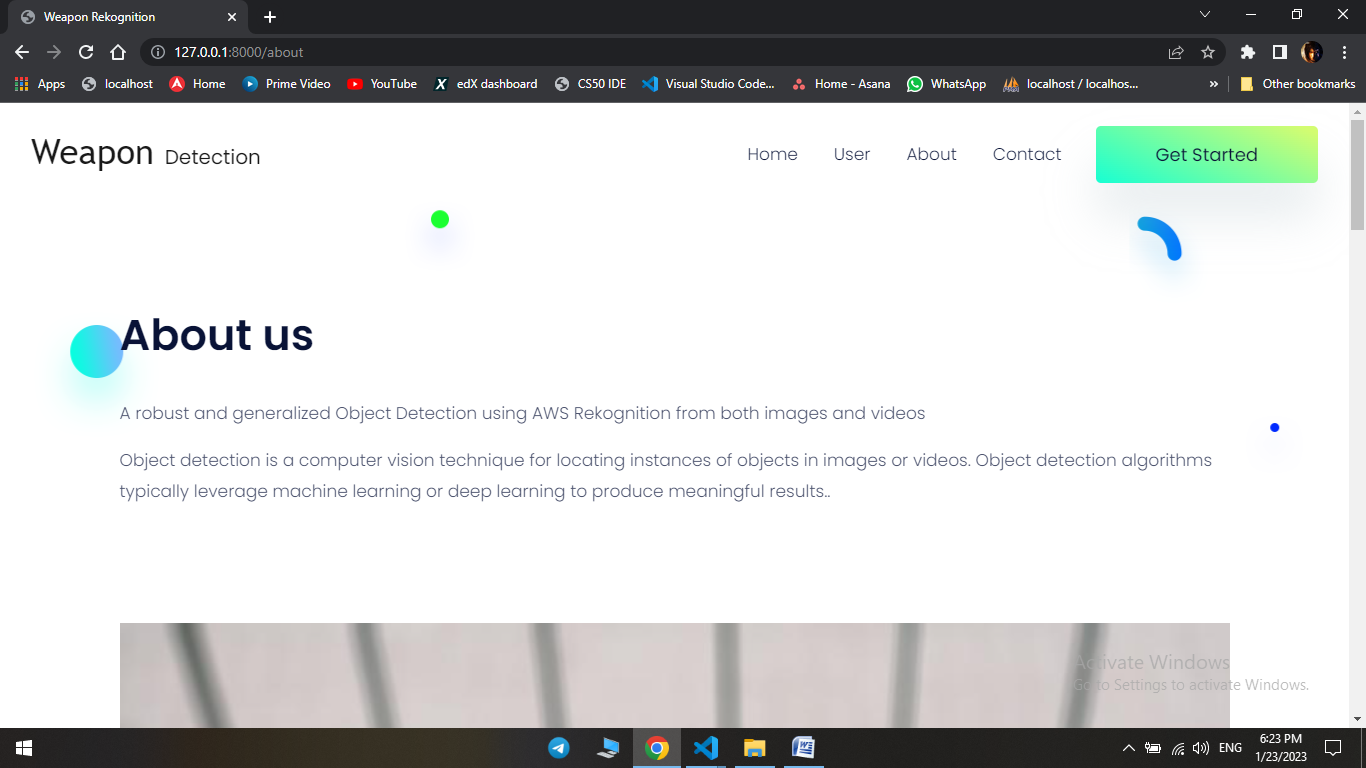 Weapon Rekognition
127.0.0.1:8000/about
Apps localhost Home Prime Video YouTube edX dashboard CS50 IDE Visual Studio Code... Home - Asana WhatsApp localhost / localhos... » Other bookmarks
Weapon Detection Home User About Contact Get Started
About us
A robust and generalized Object Detection using AWS Rekognition from both images and videos
Object detection is a computer vision technique for locating instances of objects in images or videos. Object detection algorithms
typically leverage machine learning or deep learning to produce meaningful results..
Activate Windows
Go to Settings to activate Windows.
ENG 6:23 PM
1/23/2023